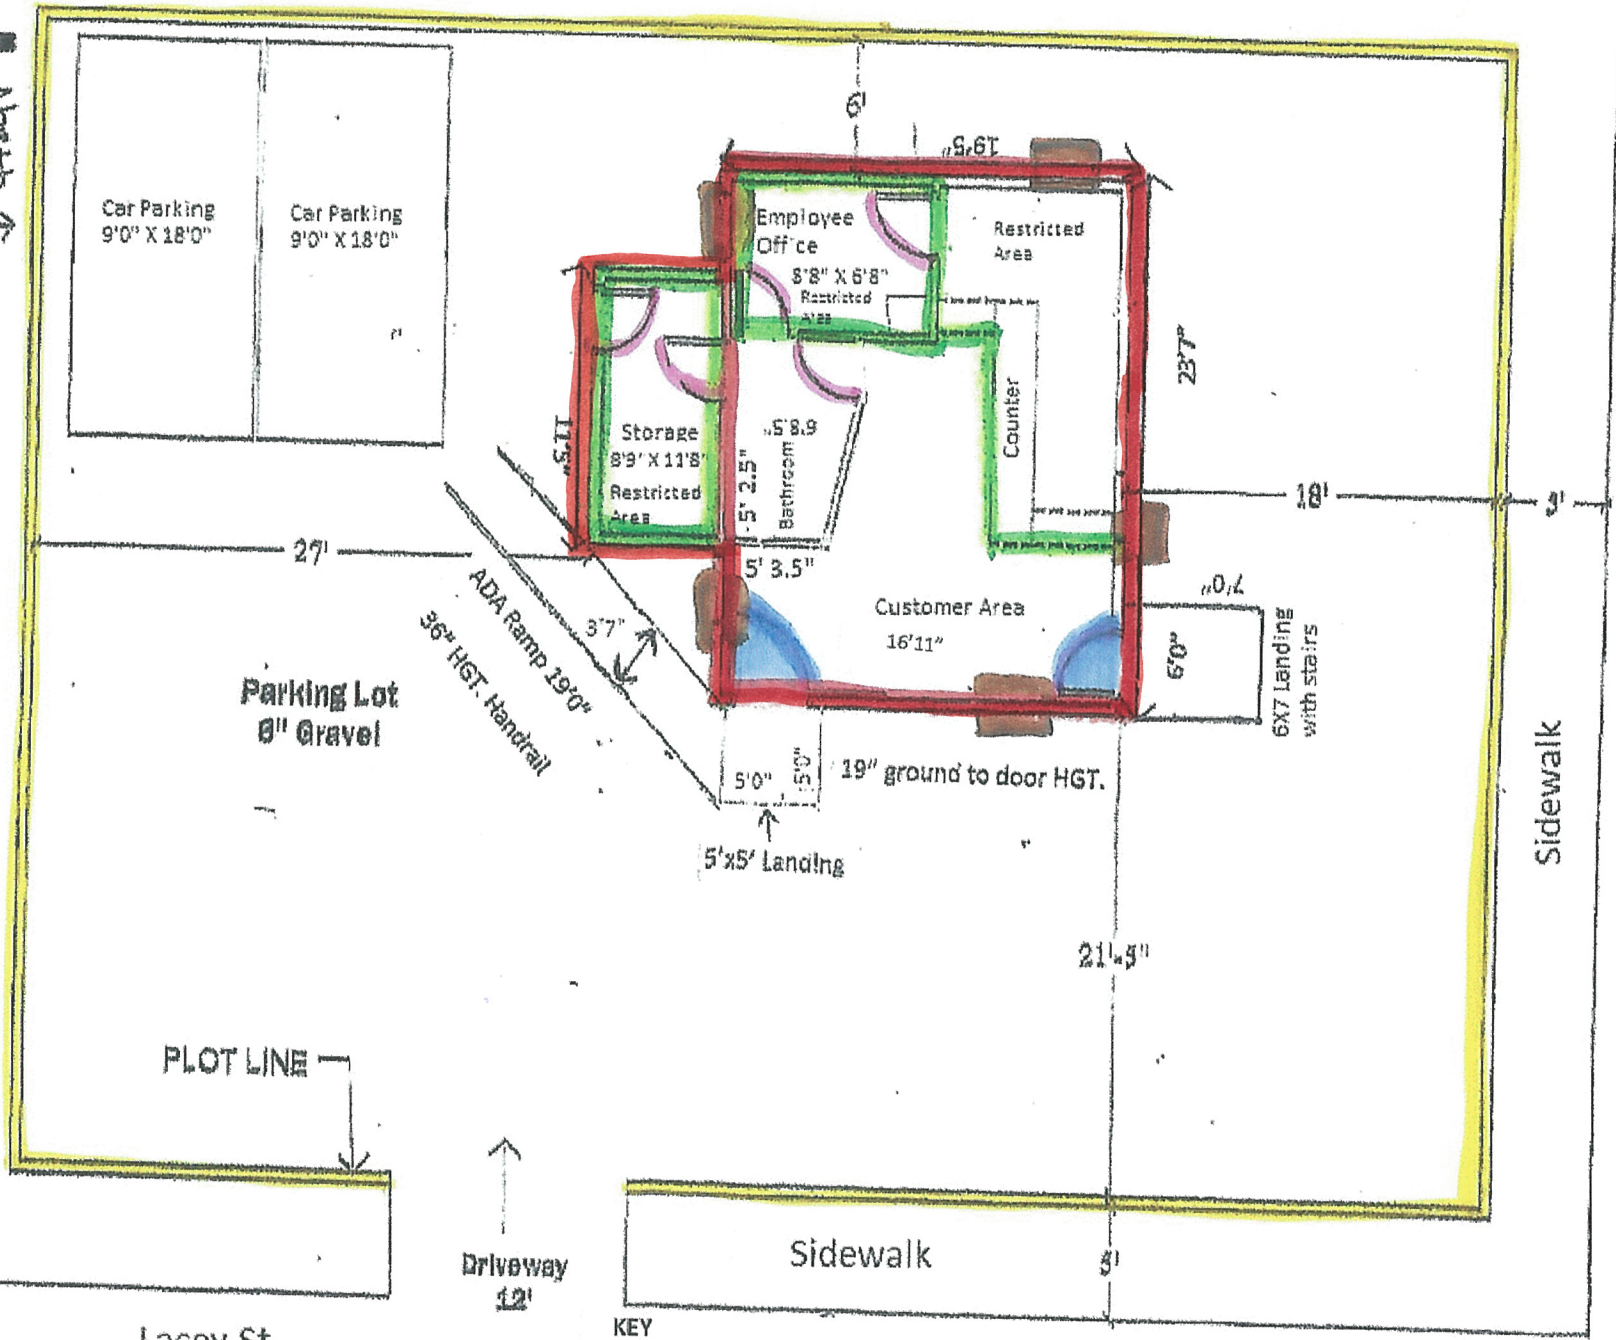 6'
19'5"
Car Parking
9'0" X 18'0"
Car Parking
9'0" X 18'0"
Employee
Office
8'8" X 6'8"
Restricted
Area
Restricted
Area
23'7"
Counter
Storage
8'9" X 11'8"
Restricted
Area
11'5"
6'8.5"
Bathroom
5' 2.5"
5' 3.5"
18'
27'
ADA Ramp 19'0"
36" HGT. Handrail
3'7"
Customer Area
16'11"
7'0"
6'0"
6X7 Landing
with stairs
Parking Lot
Gravel
5'0"
5'0"
19" ground to door HGT.
5'x5' Landing
Sidewalk
PLOT LINE
Driveway
12'
Sidewalk
5'
KEY
Lacey St